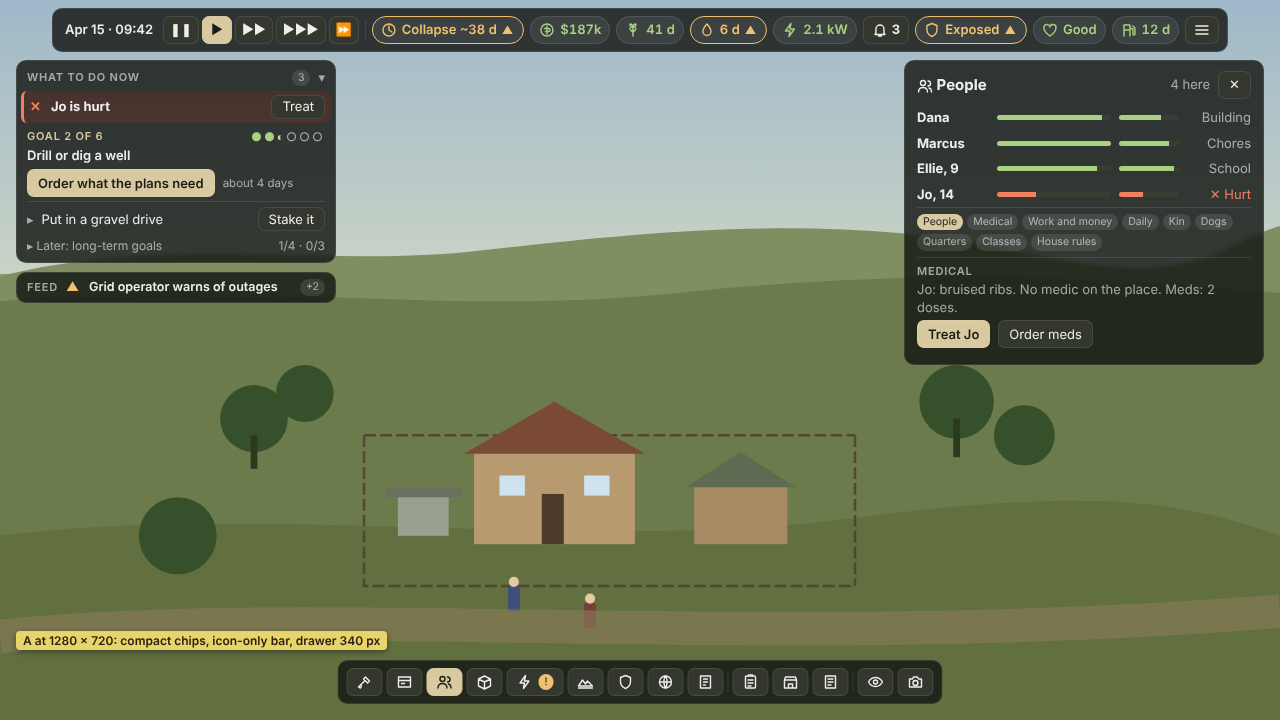 Apr 15 · 09:42
Collapse ~38 d
$187k
41 d
6 d
2.1 kW
3
Exposed
Good
12 d
WHAT TO DO NOW 3
Jo is hurt Treat
GOAL 2 OF 6
Drill or dig a well
Order what the plans need about 4 days
Put in a gravel drive Stake it
Later: long-term goals 1/4 · 0/3
FEED Grid operator warns of outages +2
People 4 here
Dana Building
Marcus Chores
Ellie, 9 School
Jo, 14 × Hurt
People Medical Work and money Daily Kin Dogs
Quarters Classes House rules
MEDICAL
Jo: bruised ribs. No medic on the place. Meds: 2
doses.
Treat Jo Order meds
A at 1280 × 720: compact chips, icon-only bar, drawer 340 px
!